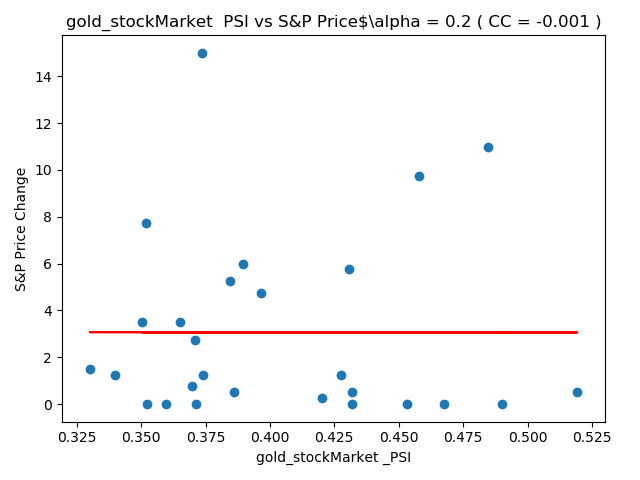 gold_stockMarket  PSI vs S&P Price$\alpha = 0.2 ( CC = -0.001 )
14
12
10
8
6
4
2
0
S&P Price Change
0.325 0.350 0.375 0.400 0.425 0.450 0.475 0.500 0.525
gold_stockMarket _PSI